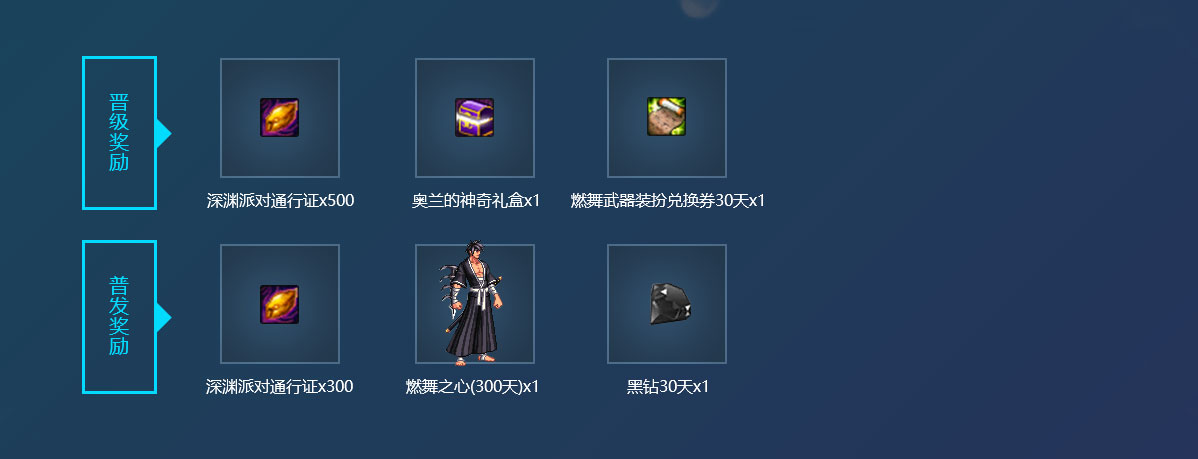 晋级奖励
深渊派对通行证x500
奥兰的神奇礼盒x1
燃舞武器装扮兑换券30天x1
普发奖励
深渊派对通行证x300
燃舞之心(300天)x1
黑钻30天x1